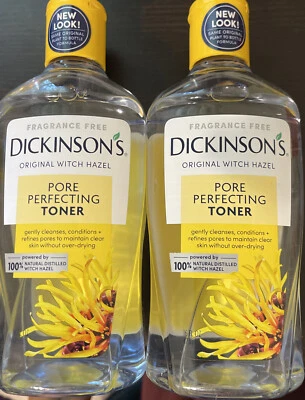 NEW
LOOK!
SAME ORIGINAL
PLANT TO BOTTLE
FORMULA
FRAGRANCE FREE
DICKINSON'S
ORIGINAL WITCH HAZEL
PORE
PERFECTING
TONER
gently cleanses, conditions +
refines pores to maintain clear
skin without over-drying
powered by
100% NATURAL DISTILLED
WITCH HAZEL
NEW
LOOK!
SAME ORIGINAL
PLANT TO BOTTLE
FORMULA
FRAGRANCE FREE
DICKINSON'S
ORIGINAL WITCH HAZEL
PORE
PERFECTING
TONER
gently cleanses, conditions +
refines pores to maintain clear
skin without over-drying
powered by
100% NATURAL DISTILLED
WITCH HAZEL